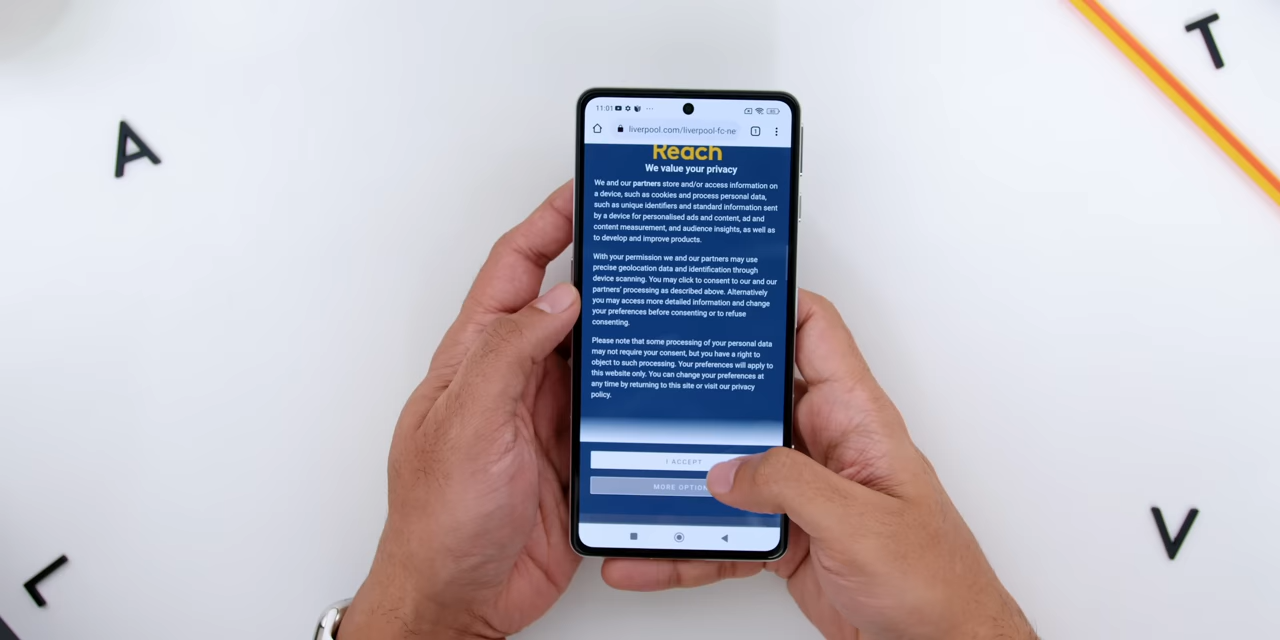 T
A
11:01
liverpool.com/liverpool-fc-ne
1
Reach
We value your privacy
We and our partners store and/or access information on
a device, such as cookies and process personal data,
such as unique identifiers and standard information sent
by a device for personalised ads and content, ad and
content measurement, and audience insights, as well as
to develop and improve products.
With your permission we and our partners may use
precise geolocation data and identification through
device scanning. You may click to consent to our and our
partners' processing as described above. Alternatively
you may access more detailed information and change
your preferences before consenting or to refuse
consenting.
Please note that some processing of your personal data
may not require your consent, but you have a right to
object to such processing. Your preferences will apply to
this website only. You can change your preferences at
any time by returning to this site or visit our privacy
policy.
I ACCEPT
MORE OPTION
V
L